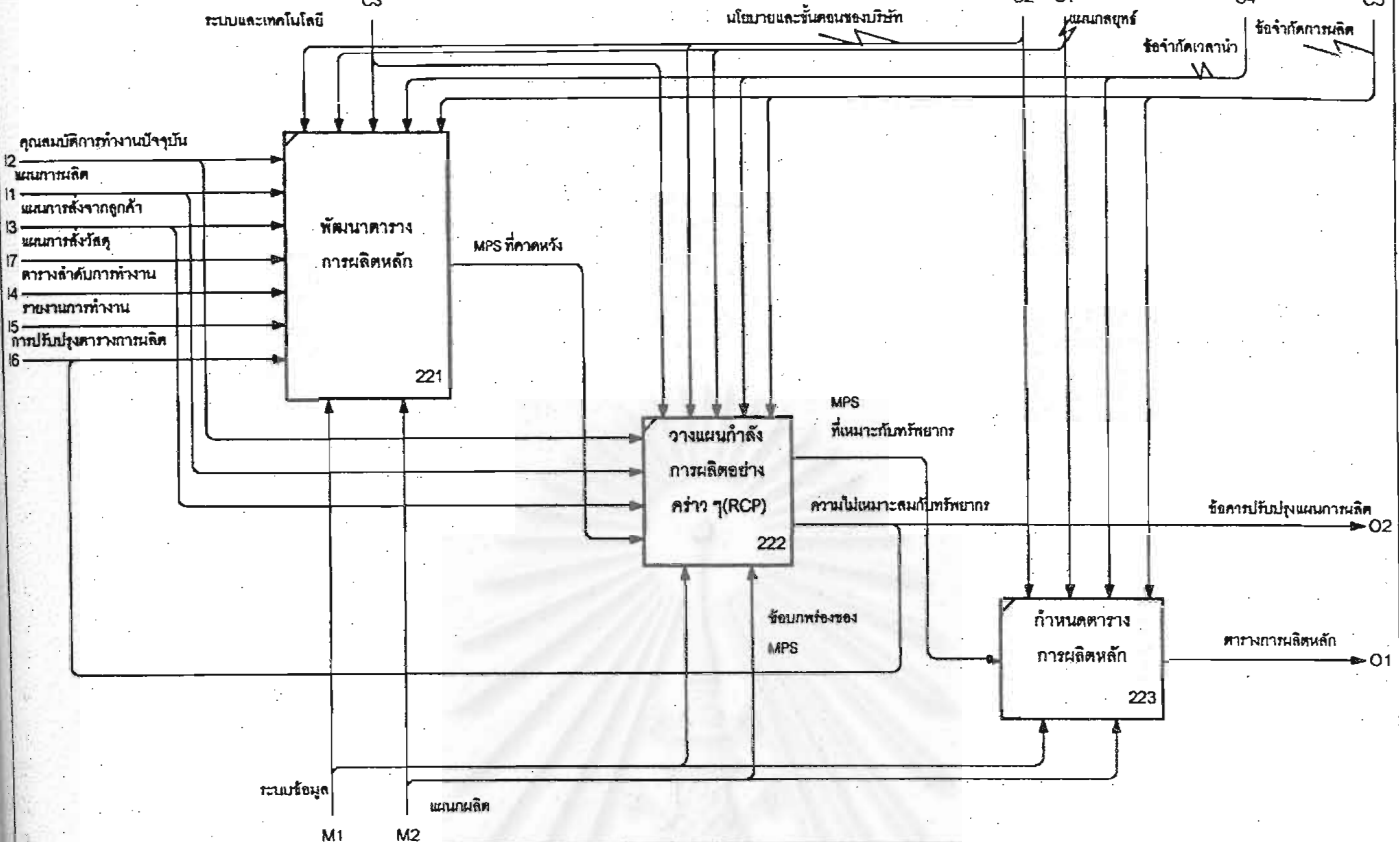 ระบบและเทคโนโลยี
นโยบายและขั้นตอนของบริษัท
แผนกลยุทธ์
ข้อจำกัดเวลานำ
ข้อจำกัดการผลิต
คุณสมบัติการทำงานปัจจุบัน
I2
แผนการผลิต
I1
แผนการสั่งจากลูกค้า
I3
แผนการสั่งวัสดุ
I7
ตารางลำดับการทำงาน
I4
รายงานการทำงาน
I5
การปรับปรุงตารางการผลิต
I6
พัฒนาตาราง
การผลิตหลัก
221
MPS ที่คาดหวัง
วางแผนกำลัง
การผลิตอย่าง
คร่าว ๆ(RCP)
222
MPS
ที่เหมาะกับทรัพยากร
ความไม่เหมาะสมกับทรัพยากร
ข้อการปรับปรุงแผนการผลิต
O2
ข้อบกพร่องของ
MPS
กำหนดตาราง
การผลิตหลัก
223
ตารางการผลิตหลัก
O1
ระบบข้อมูล
แผนกผลิต
M1
M2